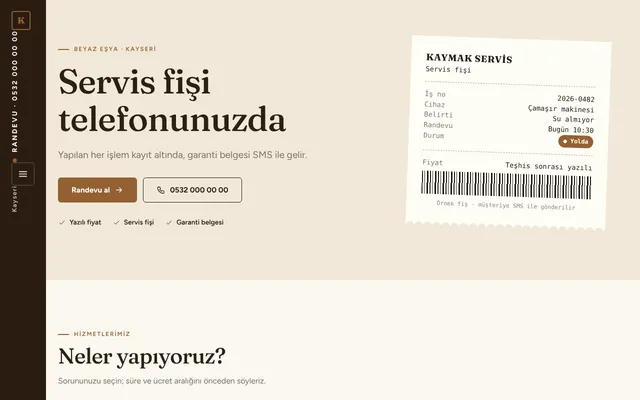 K
RANDEVU · 0532 000 00 00
Kayseri
BEYAZ EŞYA · KAYSERİ
Servis fişi
telefonunuzda
Yapılan her işlem kayıt altında, garanti belgesi SMS ile gelir.
Randevu al →
0532 000 00 00
Yazılı fiyat
Servis fişi
Garanti belgesi
KAYMAK SERVİS
Servis fişi
İş no 2026-0482
Cihaz Çamaşır makinesi
Belirti Su almıyor
Randevu Bugün 10:30
Durum Yolda
Fiyat Teşhis sonrası yazılı
Örnek fiş · müşteriye SMS ile gönderilir
HİZMETLERİMİZ
Neler yapıyoruz?
Sorununuzu seçin; süre ve ücret aralığını önceden söyleriz.